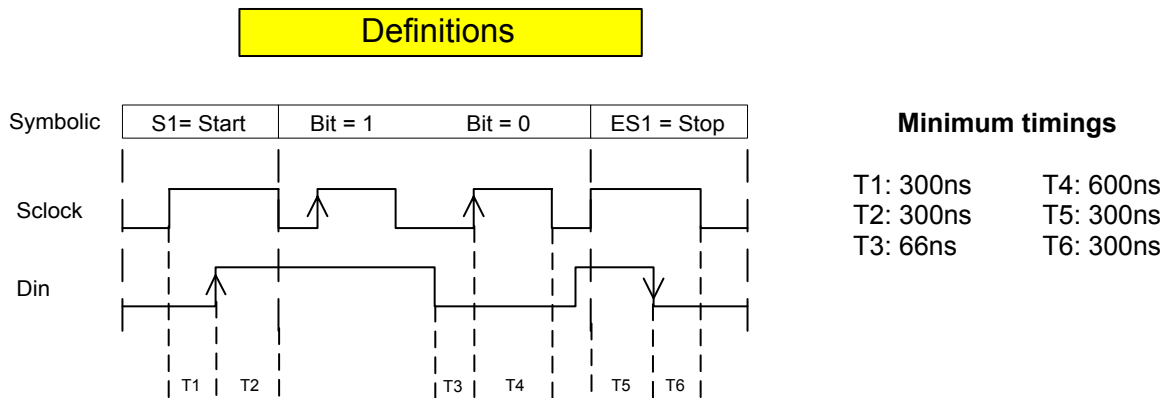 Definitions
Symbolic S1= Start Bit = 1 Bit = 0 ES1 = Stop
Sclock
Din
T1 T2 T3 T4 T5 T6
Minimum timings
T1: 300ns T4: 600ns
T2: 300ns T5: 300ns
T3: 66ns T6: 300ns